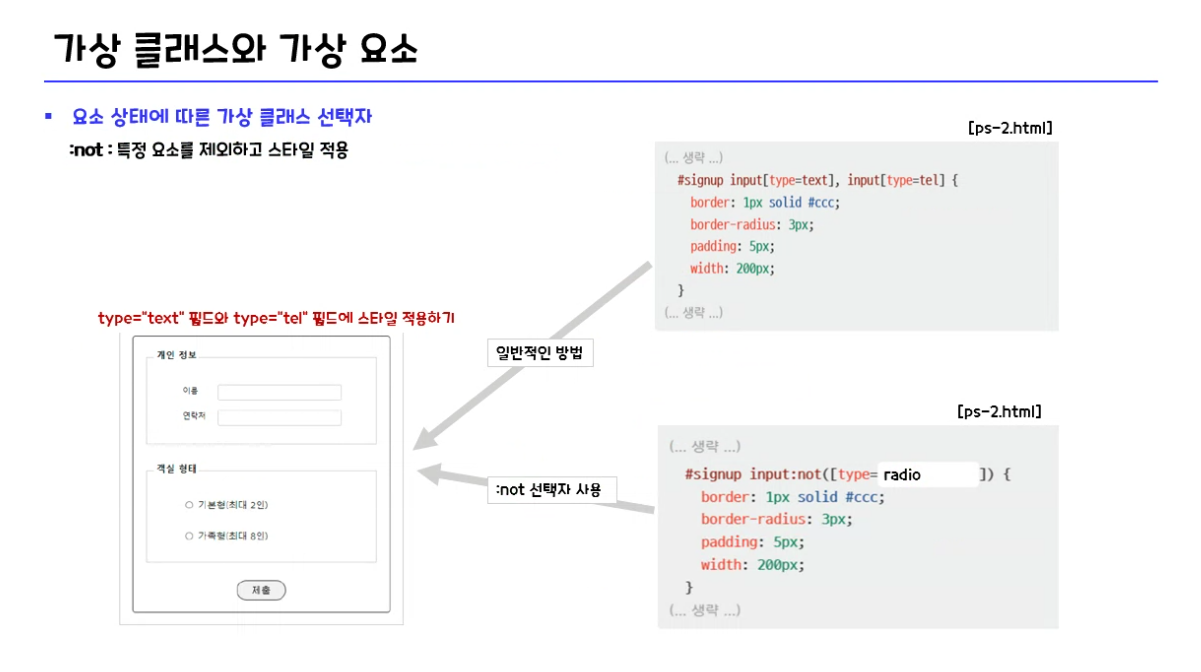 가상 클래스와 가상 요소
▪ 요소 상태에 따른 가상 클래스 선택자
:not : 특정 요소를 제외하고 스타일 적용
[ps-2.html]
(... 생략 ...)
#signup input[type=text], input[type=tel] {
border: 1px solid #ccc;
border-radius: 3px;
padding: 5px;
width: 200px;
}
(... 생략 ...)
type="text" 필드와 type="tel" 필드에 스타일 적용하기
개인 정보
이름
연락처
객실 형태
기본형(최대 2인)
가족형(최대 8인)
제출
일반적인 방법
:not 선택자 사용
[ps-2.html]
(... 생략 ...)
#signup input:not([type= radio ]) {
border: 1px solid #ccc;
border-radius: 3px;
padding: 5px;
width: 200px;
}
(... 생략 ...)